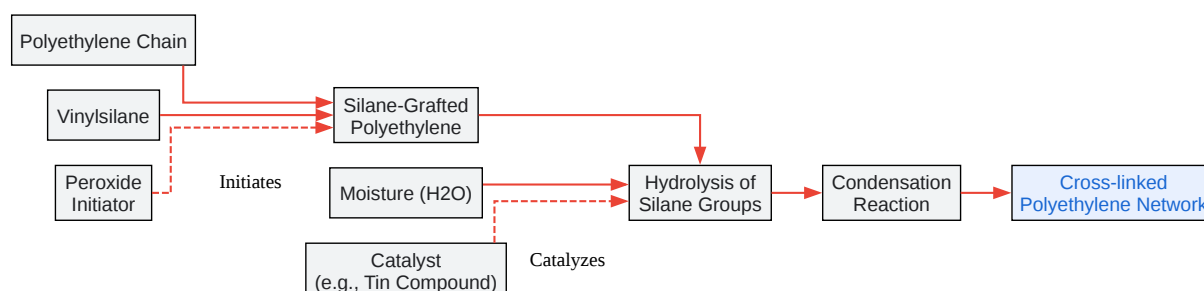 Polyethylene Chain
Vinylsilane
Peroxide
Initiator
Initiates
Silane-Grafted
Polyethylene
Moisture (H2O)
Catalyst
(e.g., Tin Compound)
Catalyzes
Hydrolysis of
Silane Groups
Condensation
Reaction
Cross-linked
Polyethylene Network